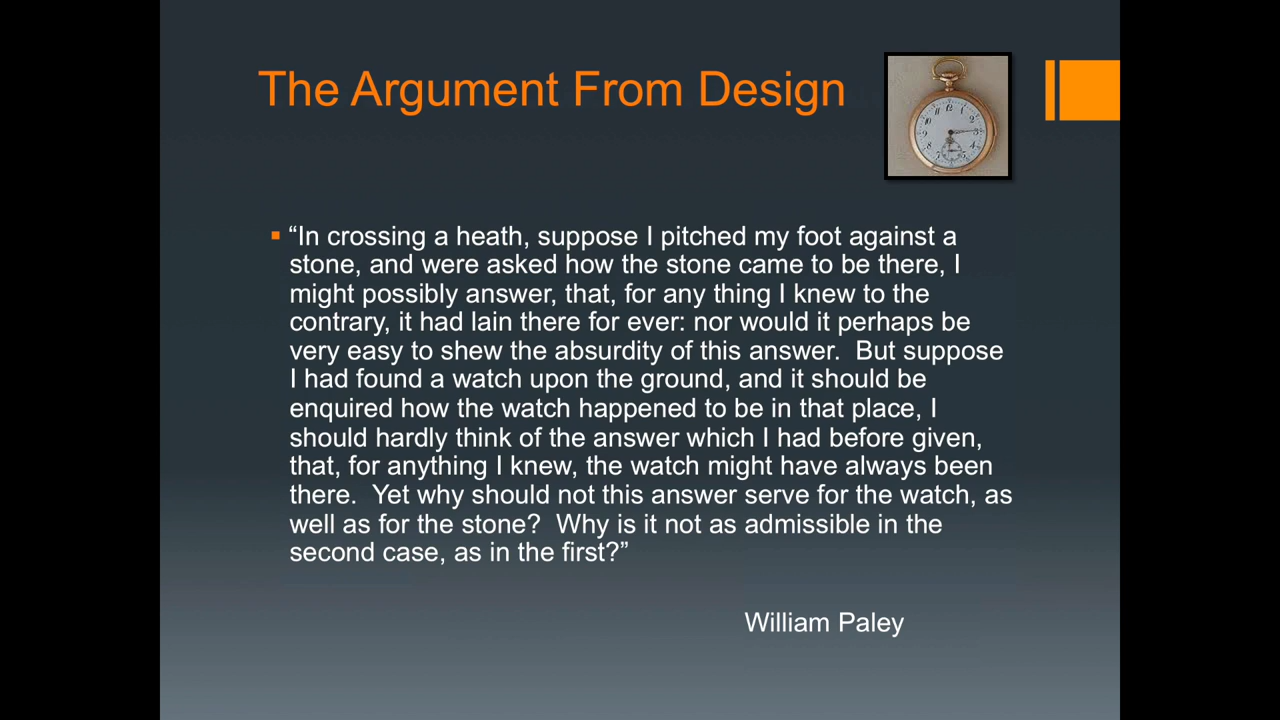 The Argument From Design
“In crossing a heath, suppose I pitched my foot against a
stone, and were asked how the stone came to be there, I
might possibly answer, that, for any thing I knew to the
contrary, it had lain there for ever: nor would it perhaps be
very easy to shew the absurdity of this answer.  But suppose
I had found a watch upon the ground, and it should be
enquired how the watch happened to be in that place, I
should hardly think of the answer which I had before given,
that, for anything I knew, the watch might have always been
there.  Yet why should not this answer serve for the watch, as
well as for the stone?  Why is it not as admissible in the
second case, as in the first?”
William Paley